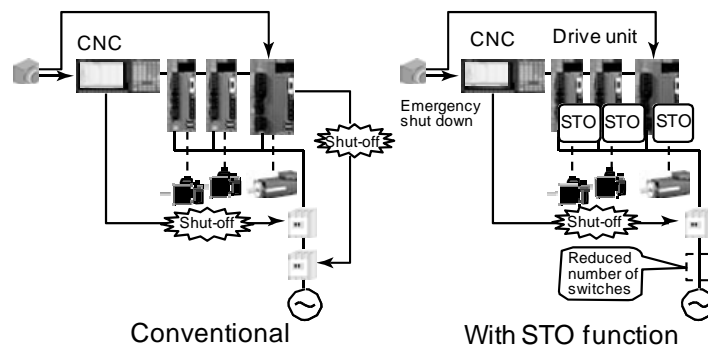 CNC
Shut-off
Shut-off
Conventional
CNC
Drive unit
Emergency
shut down
STO
STO
STO
Shut-off
Reduced
number of
switches
With STO function